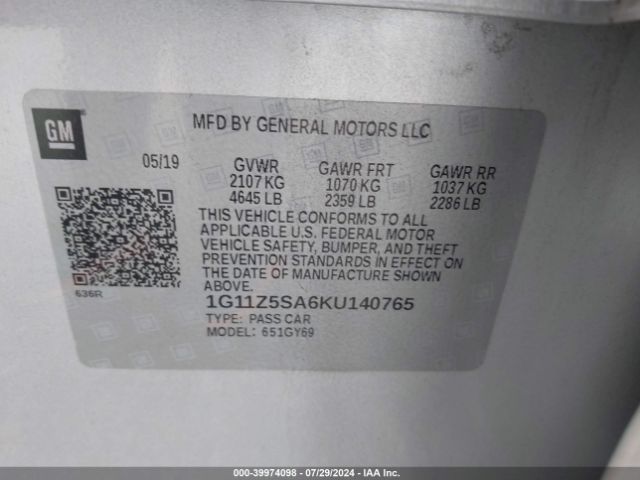 GM
MFD BY GENERAL MOTORS LLC
05/19
GVWR
2107 KG
4645 LB
GAWR FRT
1070 KG
2359 LB
GAWR RR
1037 KG
2286 LB
THIS VEHICLE CONFORMS TO ALL
APPLICABLE U.S. FEDERAL MOTOR
VEHICLE SAFETY, BUMPER, AND THEFT
PREVENTION STANDARDS IN EFFECT ON
THE DATE OF MANUFACTURE SHOWN
ABOVE.
636R
1G11Z5SA6KU140765
TYPE: PASS CAR
MODEL: 651GY69
000-39974098 - 07/29/2024 - IAA Inc.